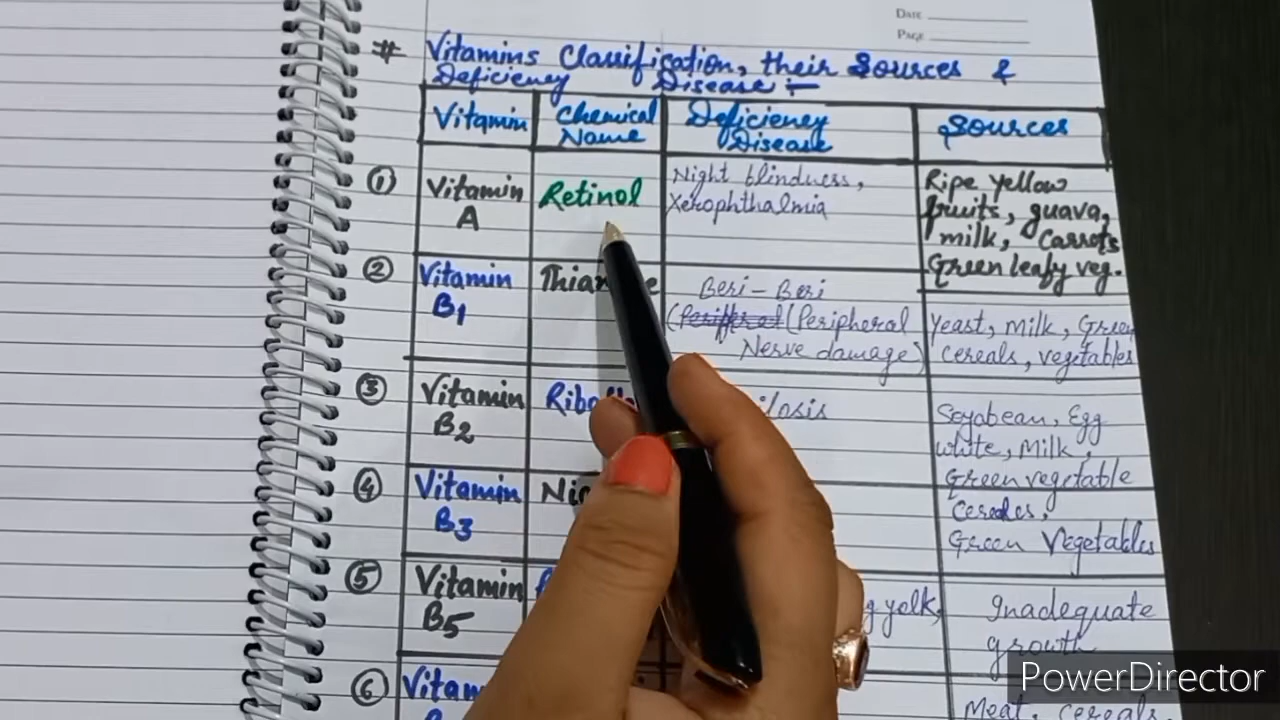 DATE
PAGE
# Vitamins Classification, their Sources &
Deficiency Disease :-
Vitamin
Chemical
Name
Deficiency
Disease
Sources
① Vitamin
A
Retinol
Night blindness,
Xerophthalmia
Ripe yellow
fruits, guava,
milk, Carrots
Green leafy veg.
② Vitamin
B1
Beri-Beri
(Peripheral
Nerve damage)
Yeast, Milk, Green
cereals, vegetables
③ Vitamin
B2
Soyabean, Egg
white, Milk,
Green vegetable
④ Vitamin
B3
Cereales,
Green Vegetables
⑤ Vitamin
B5
yolk,
Inadequate
growth
⑥
Meat, cereals,
PowerDirector